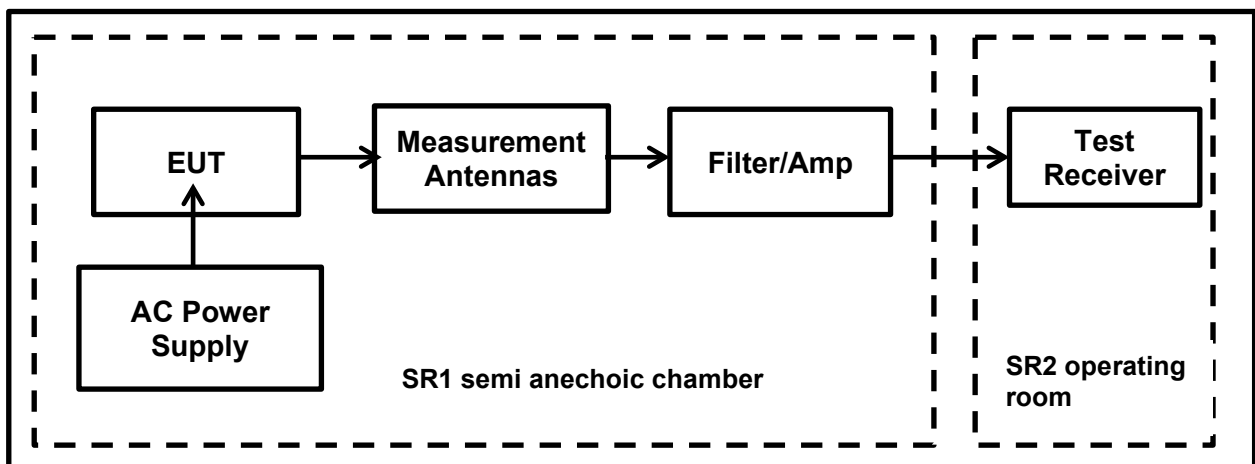 EUT
Measurement
Antennas
Filter/Amp
Test
Receiver
AC Power
Supply
SR1 semi anechoic chamber
SR2 operating
room